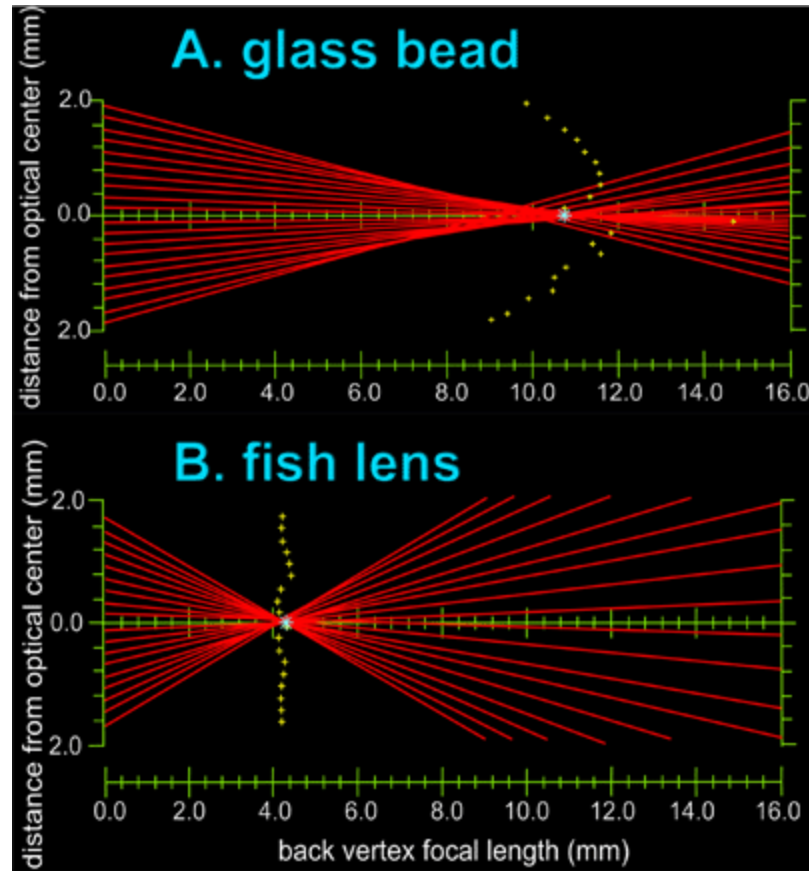 A. glass bead
distance from optical center (mm)
2.0
0.0
2.0
0.0 2.0 4.0 6.0 8.0 10.0 12.0 14.0 16.0
B. fish lens
distance from optical center (mm)
2.0
0.0
2.0
0.0 2.0 4.0 6.0 8.0 10.0 12.0 14.0 16.0
back vertex focal length (mm)